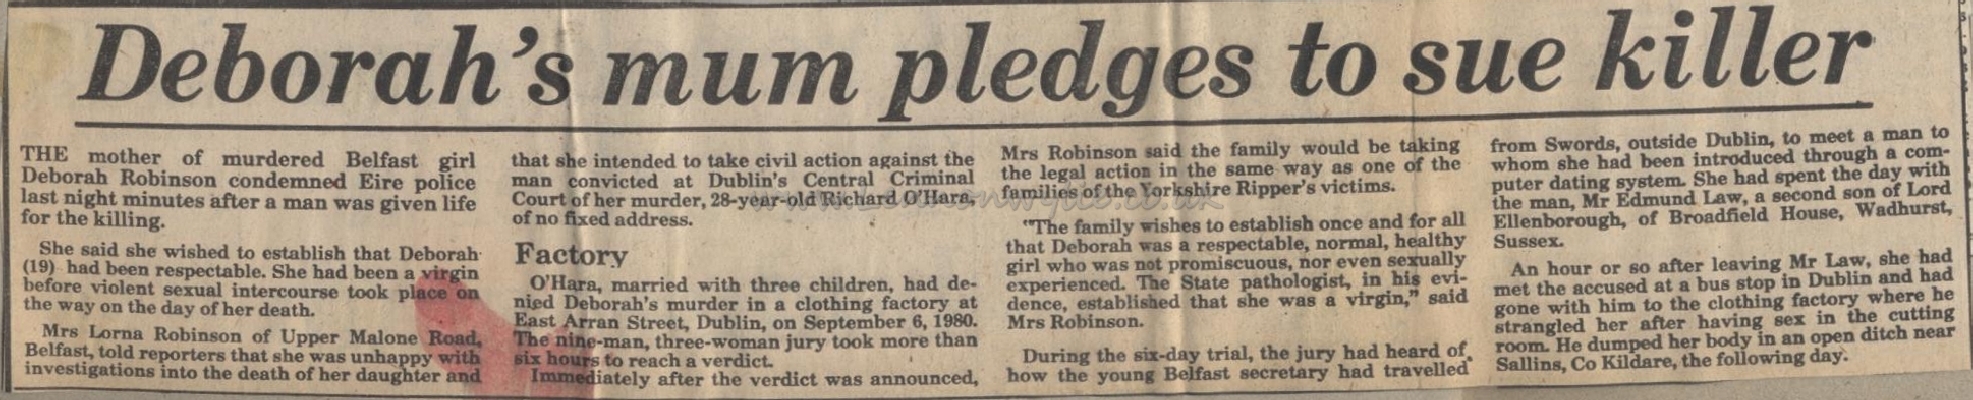 Deborah's mum pledges to sue killer
THE mother of murdered Belfast girl
Deborah Robinson condemned Eire police
last night minutes after a man was given life
for the killing.
She said she wished to establish that Deborah
(19) had been respectable. She had been a virgin
before violent sexual intercourse took place on
the way on the day of her death.
Mrs Lorna Robinson of Upper Malone Road,
Belfast, told reporters that she was unhappy with
investigations into the death of her daughter and
that she intended to take civil action against the
man convicted at Dublin's Central Criminal
Court of her murder, 28-year-old Richard O'Hara,
of no fixed address.
Factory
O'Hara, married with three children, had de-
nied Deborah's murder in a clothing factory at
East Arran Street, Dublin, on September 6, 1980.
The nine-man, three-woman jury took more than
six hours to reach a verdict.
Immediately after the verdict was announced,
Mrs Robinson said the family would be taking
the legal action in the same way as one of the
families of the Yorkshire Ripper's victims.
"The family wishes to establish once and for all
that Deborah was a respectable, normal, healthy
girl who was not promiscuous, nor even sexually
experienced. The State pathologist, in his evi-
dence, established that she was a virgin," said
Mrs Robinson.
During the six-day trial, the jury had heard of
how the young Belfast secretary had travelled
from Swords, outside Dublin, to meet a man to
whom she had been introduced through a com-
puter dating system. She had spent the day with
the man, Mr Edmund Law, a second son of Lord
Ellenborough, of Broadfield House, Wadhurst,
Sussex.
An hour or so after leaving Mr Law, she had
met the accused at a bus stop in Dublin and had
gone with him to the clothing factory where he
strangled her after having sex in the cutting
room. He dumped her body in an open ditch near
Sallins, Co Kildare, the following day.